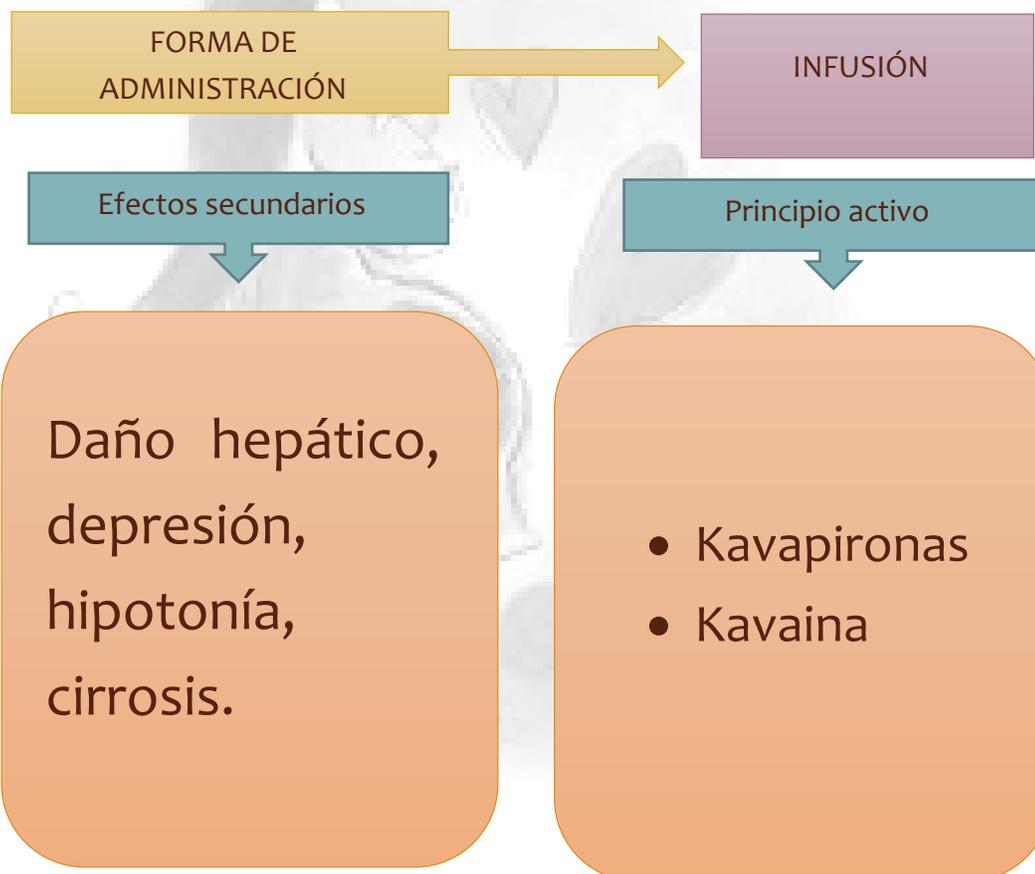 FORMA DE
ADMINISTRACIÓN
INFUSIÓN
Efectos secundarios
Principio activo
Daño hepático,
depresión,
hipotonía,
cirrosis.
• Kavapironas
• Kavaina